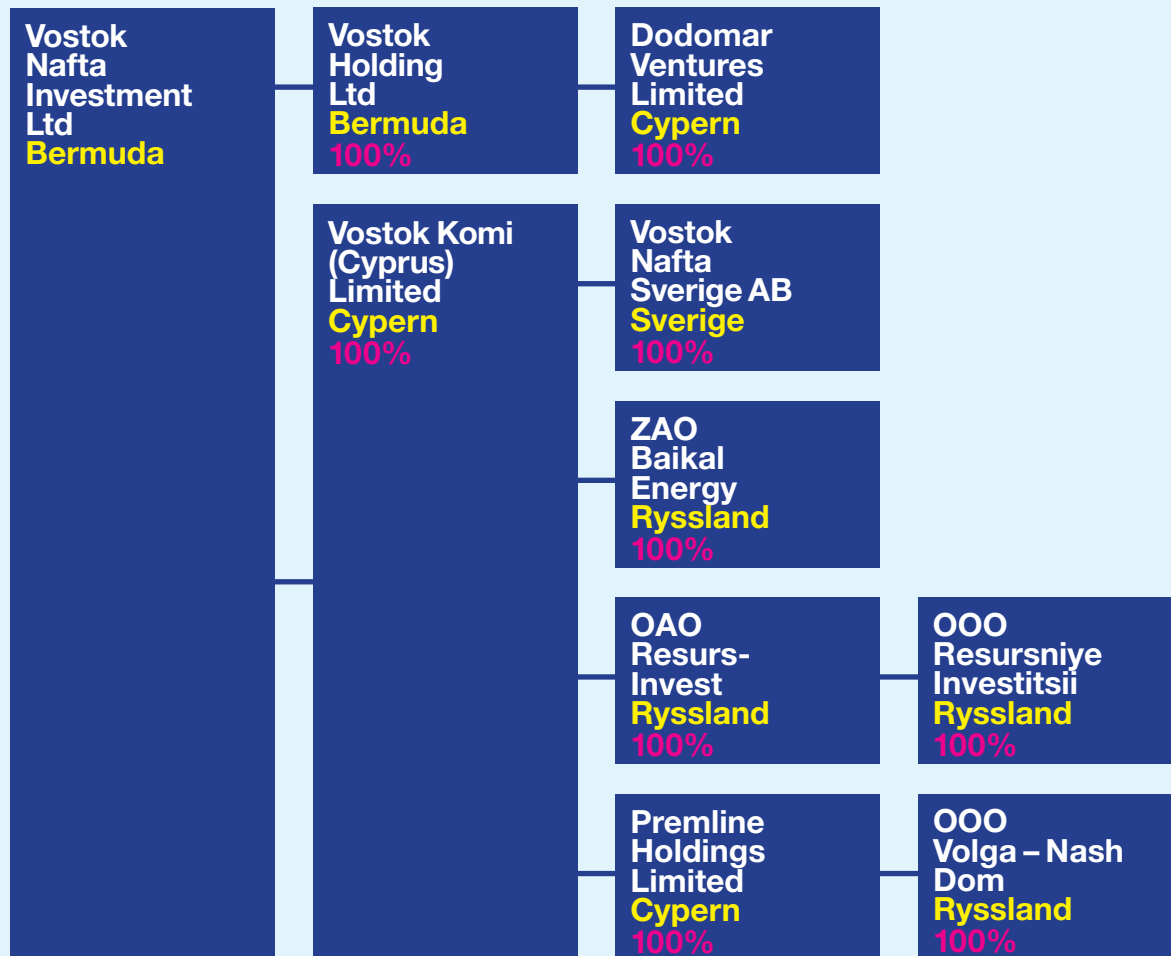 Vostok
Nafta
Investment
Ltd
Bermuda
Vostok
Holding
Ltd
Bermuda
100%
Dodomar
Ventures
Limited
Cypern
100%
Vostok Komi
(Cyprus)
Limited
Cypern
100%
Vostok
Nafta
Sverige AB
Sverige
100%
ZAO
Baikal
Energy
Ryssland
100%
OAO
Resurs-
Invest
Ryssland
100%
OOO
Resursniye
Investitsii
Ryssland
100%
Premline
Holdings
Limited
Cypern
100%
OOO
Volga – Nash
Dom
Ryssland
100%